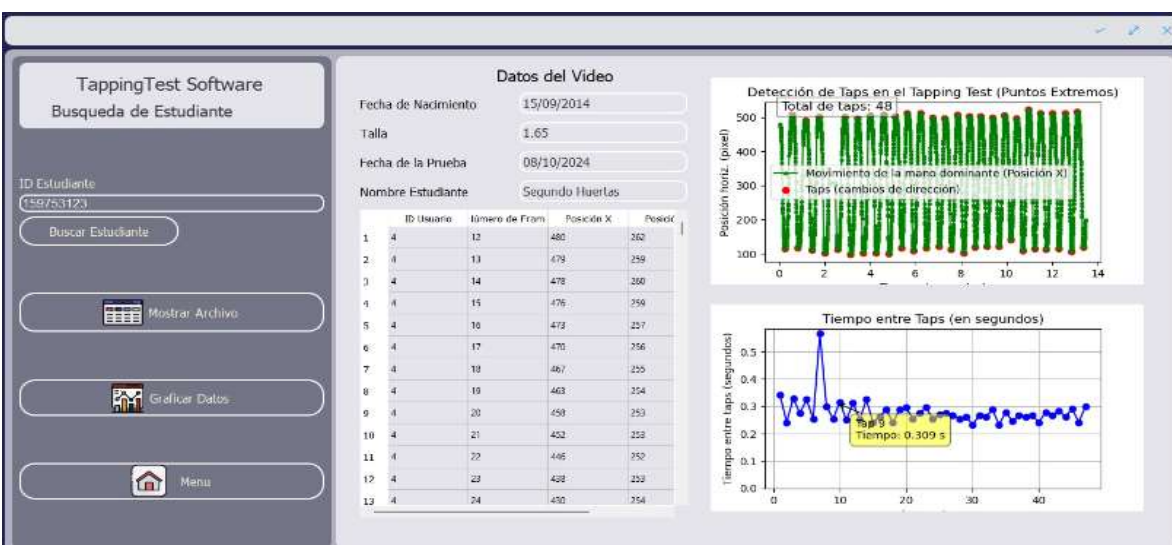 TappingTest Software
Busqueda de Estudiante
ID Estudiante
159753123
Buscar Estudiante
Mostrar Archivo
Graficar Datos
Menu
Datos del Video
Fecha de Nacimiento 15/09/2014
Talla 1.65
Fecha de la Prueba 08/10/2024
Nombre Estudiante Segundo Huertas
ID Usuario Número de Fram Posición X Posició
1 4 12 480 262
2 4 13 479 259
3 4 14 478 260
4 4 15 476 259
5 4 16 473 257
6 4 17 470 256
7 4 18 467 255
8 4 19 463 254
9 4 20 458 253
10 4 21 452 253
11 4 22 446 252
12 4 23 438 253
13 4 24 430 254
Detección de Taps en el Tapping Test (Puntos Extremos)
Total de taps: 48
Movimiento de la mano dominante (Posición X)
Taps (cambios de dirección)
Posición horiz. (pixel)
500
400
300
200
100
0 2 4 6 8 10 12 14
Tiempo entre Taps (en segundos)
Tiempo entre taps (segundos)
0.5
0.4
0.3
0.2
0.1
0.0
Tap 9
Tiempo: 0.309 s
0 10 20 30 40